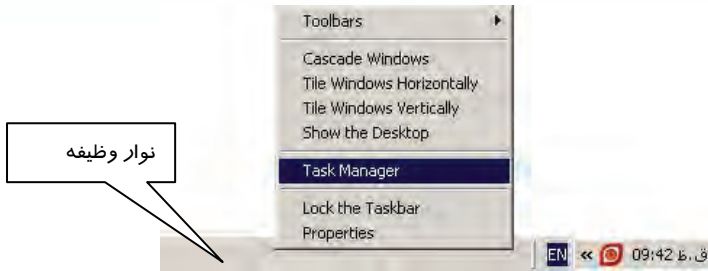 Toolbars
Cascade Windows
Tile Windows Horizontally
Tile Windows Vertically
Show the Desktop
نوار وظیفه
Task Manager
Lock the Taskbar
Properties
EN « 09:42 ق.ظ